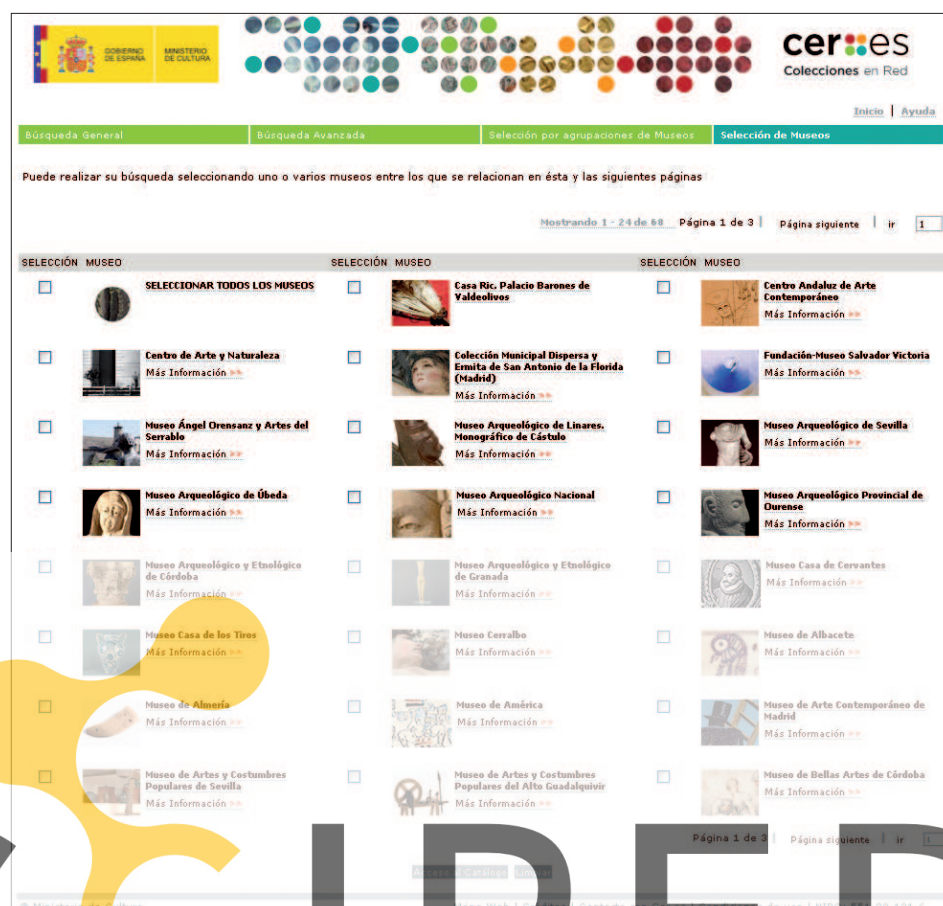 GOBIERNO DE ESPAÑA
MINISTERIO DE CULTURA
cer::es
Colecciones en Red
Inicio | Ayuda
Búsqueda General
Búsqueda Avanzada
Selección por agrupaciones de Museos
Selección de Museos
Puede realizar su búsqueda seleccionando uno o varios museos entre los que se relacionan en ésta y las siguientes páginas
Mostrando 1 - 24 de 68 Página 1 de 3 | Página siguiente | ir 1
SELECCIÓN MUSEO SELECCIÓN MUSEO SELECCIÓN MUSEO
SELECCIONAR TODOS LOS MUSEOS
Casa Ric. Palacio Barones de
Valdeolivos
Centro Andaluz de Arte
Contemporáneo
Más Información
Centro de Arte y Naturaleza
Más Información
Colección Municipal Dispersa y
Ermita de San Antonio de la Florida
(Madrid)
Más Información
Fundación-Museo Salvador Victoria
Más Información
Museo Ángel Orensanz y Artes del
Serrablo
Más Información
Museo Arqueológico de Linares.
Monográfico de Cástulo
Más Información
Museo Arqueológico de Sevilla
Más Información
Museo Arqueológico de Úbeda
Más Información
Museo Arqueológico Nacional
Más Información
Museo Arqueológico Provincial de
Ourense
Más Información
Museo Arqueológico y Etnológico
de Córdoba
Más Información
Museo Arqueológico y Etnológico
de Granada
Más Información
Museo Casa de Cervantes
Más Información
Museo Casa de los Tiros
Más Información
Museo Cerralbo
Más Información
Museo de Albacete
Más Información
Museo de Almería
Más Información
Museo de América
Más Información
Museo de Arte Contemporáneo de
Madrid
Más Información
Museo de Artes y Costumbres
Populares de Sevilla
Más Información
Museo de Artes y Costumbres
Populares del Alto Guadalquivir
Más Información
Museo de Bellas Artes de Córdoba
Más Información
Página 1 de 3 | Página siguiente | ir 1
Acceso al Catálogo Limpiar
© Ministerio de Cultura